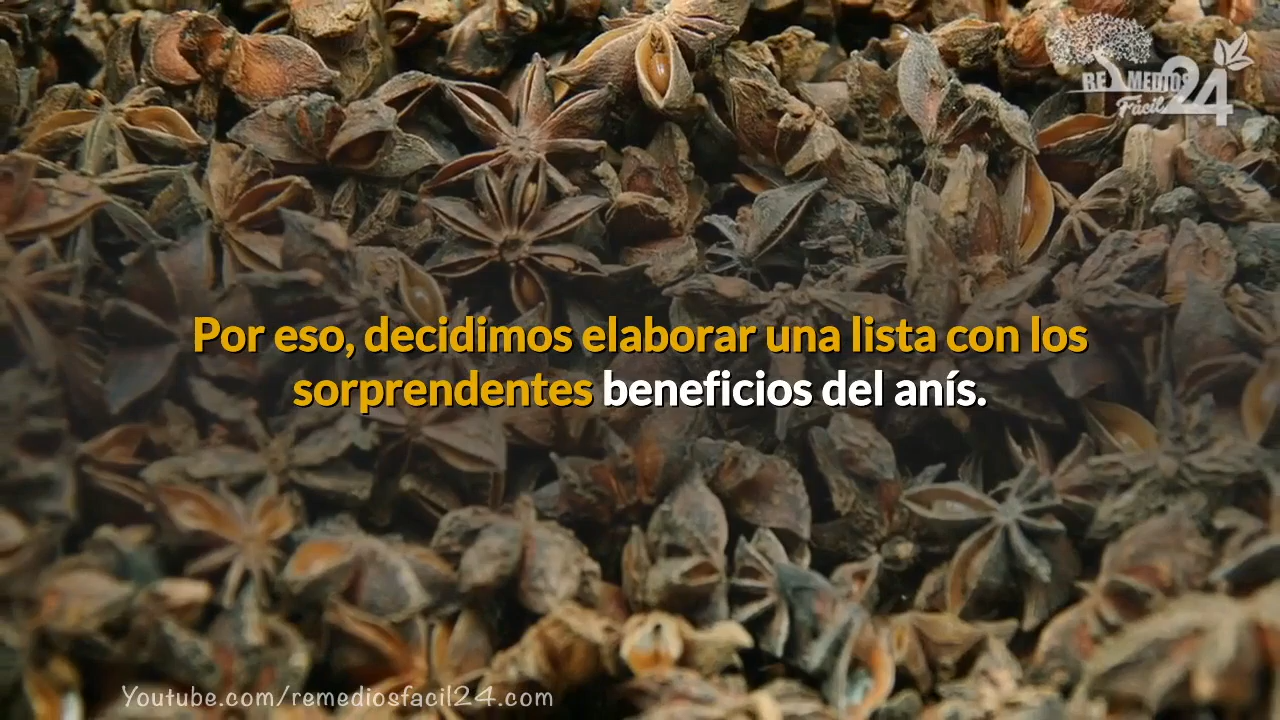 REMEDIOS
Fácil 24
Por eso, decidimos elaborar una lista con los
sorprendentes beneficios del anís.
Youtube.com/remediosfacil24.com